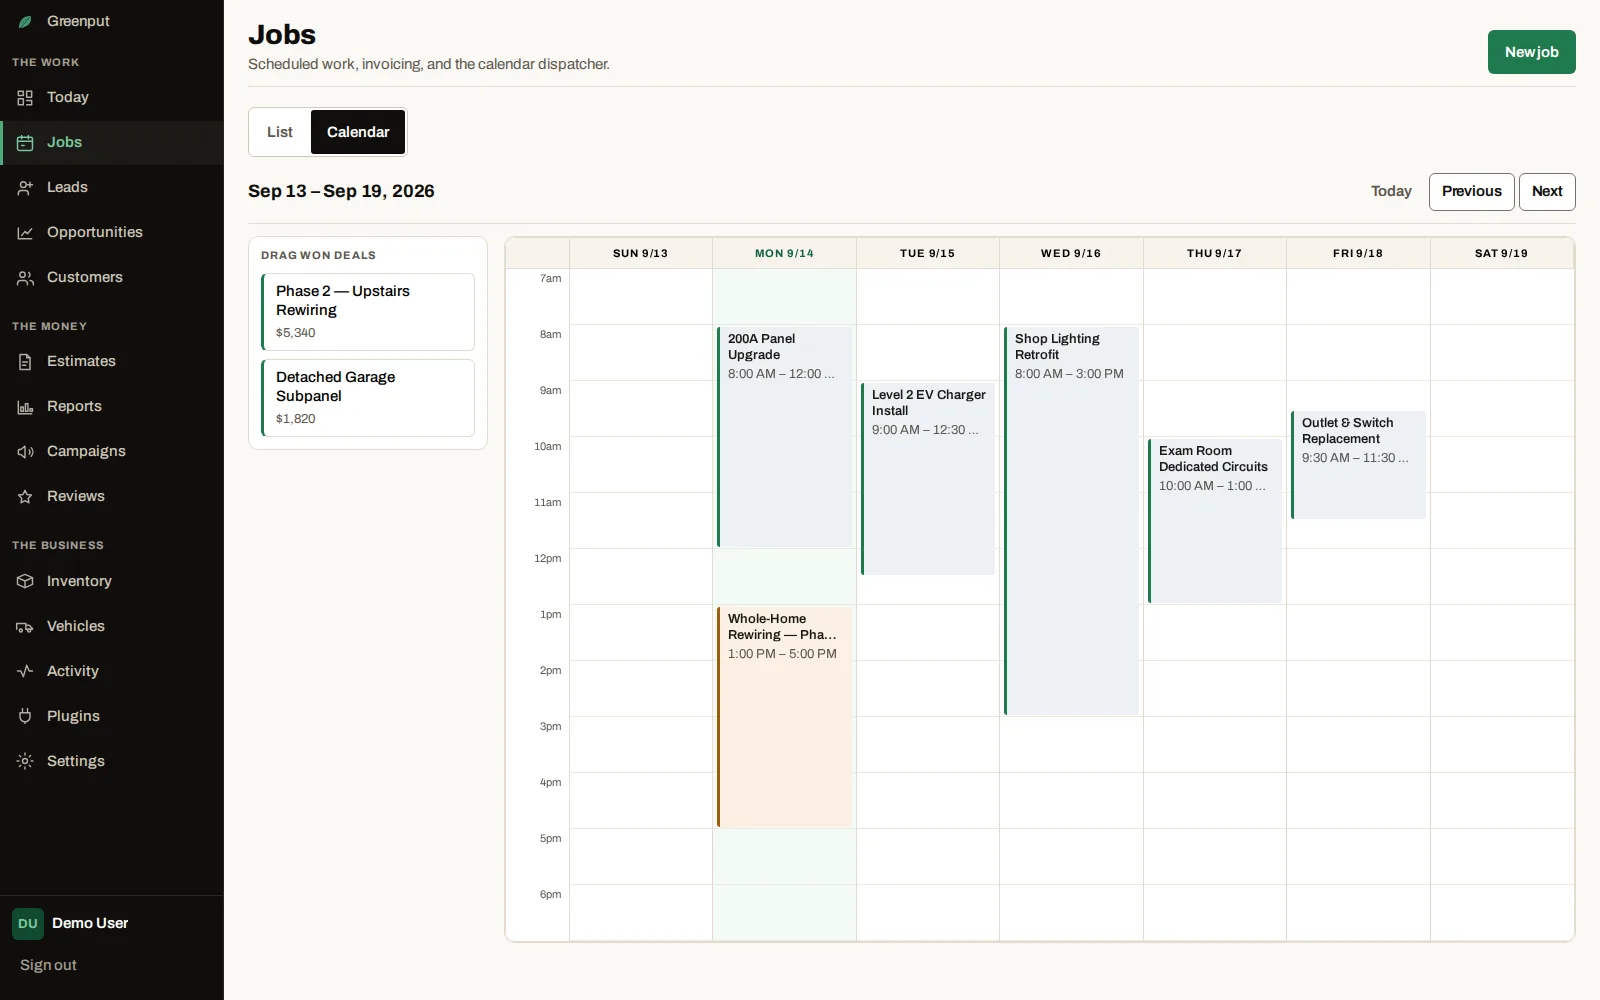 Greenput
THE WORK
Today
Jobs
Leads
Opportunities
Customers
THE MONEY
Estimates
Reports
Campaigns
Reviews
THE BUSINESS
Inventory
Vehicles
Activity
Plugins
Settings
DU
Demo User
Sign out
Jobs
Scheduled work, invoicing, and the calendar dispatcher.
New job
List
Calendar
Sep 13 – Sep 19, 2026
Today
Previous
Next
DRAG WON DEALS
Phase 2 — Upstairs
Rewiring
$5,340
Detached Garage
Subpanel
$1,820
SUN 9/13
MON 9/14
TUE 9/15
WED 9/16
THU 9/17
FRI 9/18
SAT 9/19
7am
8am
9am
10am
11am
12pm
1pm
2pm
3pm
4pm
5pm
6pm
200A Panel
Upgrade
8:00 AM – 12:00 ...
Whole-Home
Rewiring — Pha...
1:00 PM – 5:00 PM
Level 2 EV Charger
Install
9:00 AM – 12:30 ...
Shop Lighting
Retrofit
8:00 AM – 3:00 PM
Exam Room
Dedicated Circuits
10:00 AM – 1:00 ...
Outlet & Switch
Replacement
9:30 AM – 11:30 ...